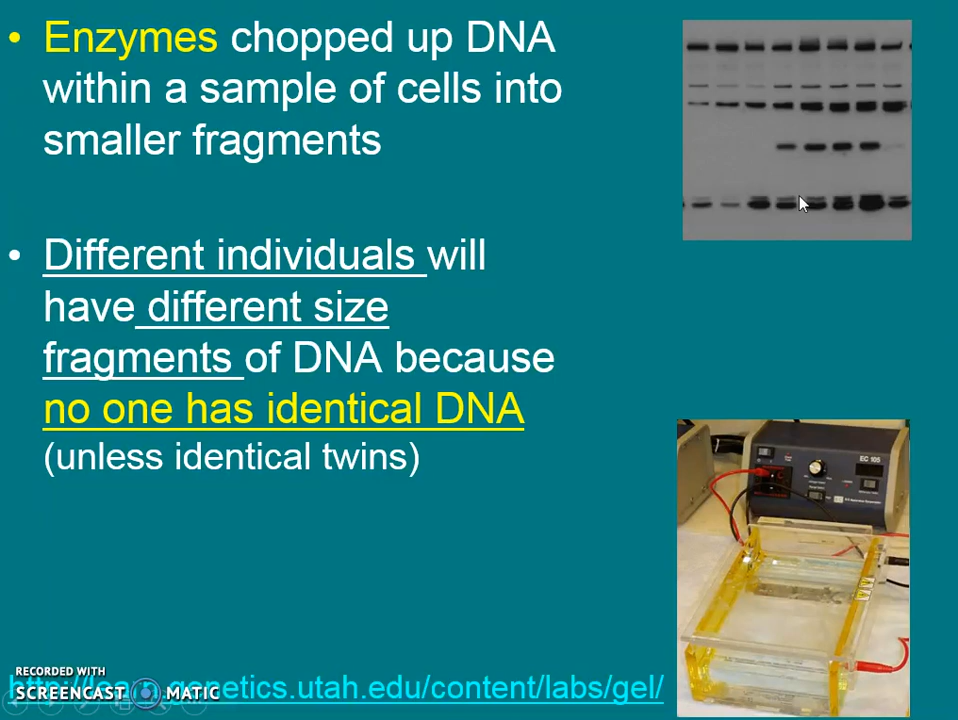 • Enzymes chopped up DNA
within a sample of cells into
smaller fragments
• Different individuals will
have different size
fragments of DNA because
no one has identical DNA
(unless identical twins)
EC 105
RECORDED WITH
SCREENCAST MATIC
http://learn.genetics.utah.edu/content/labs/gel/